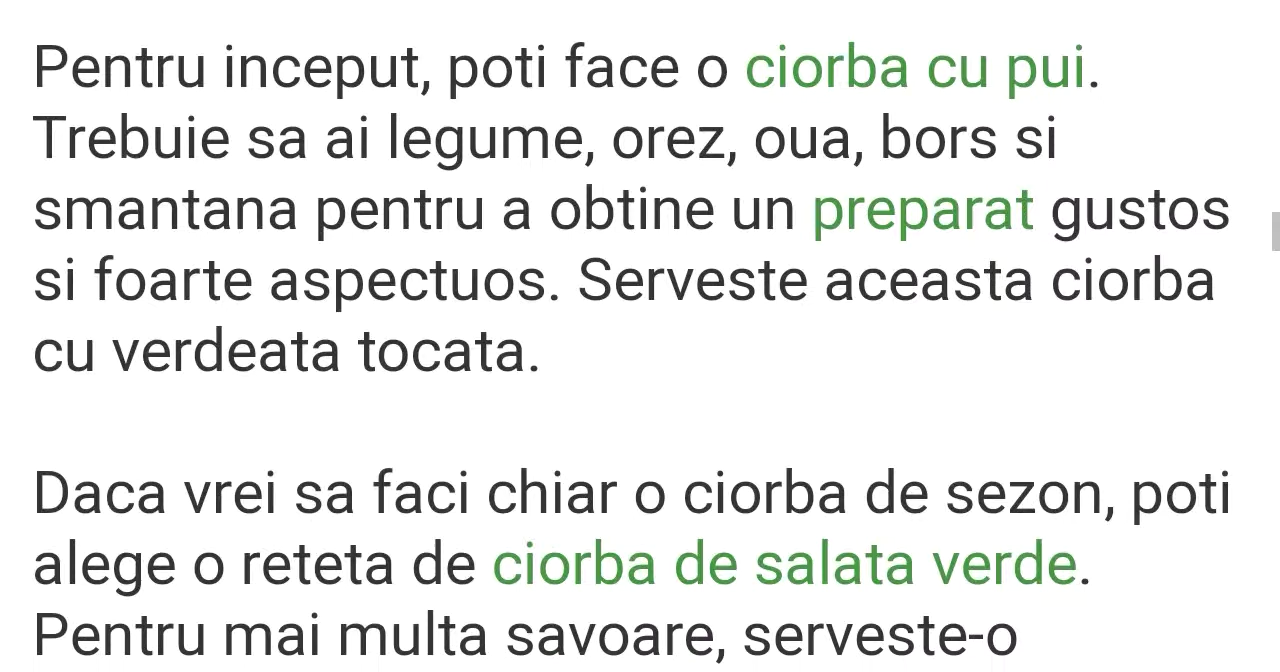 Pentru inceput, poti face o ciorba cu pui.
Trebuie sa ai legume, orez, oua, bors si
smantana pentru a obtine un preparat gustos
si foarte aspectuos. Serveste aceasta ciorba
cu verdeata tocata.
Daca vrei sa faci chiar o ciorba de sezon, poti
alege o reteta de ciorba de salata verde.
Pentru mai multa savoare, serveste-o